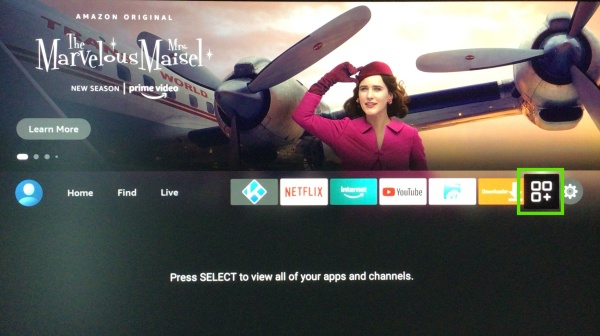 AMAZON ORIGINAL
The
Marvelous Mrs. Maisel
NEW SEASON | prime video
Learn More
Home Find Live
NETFLIX internet YouTube Downloader
Press SELECT to view all of your apps and channels.